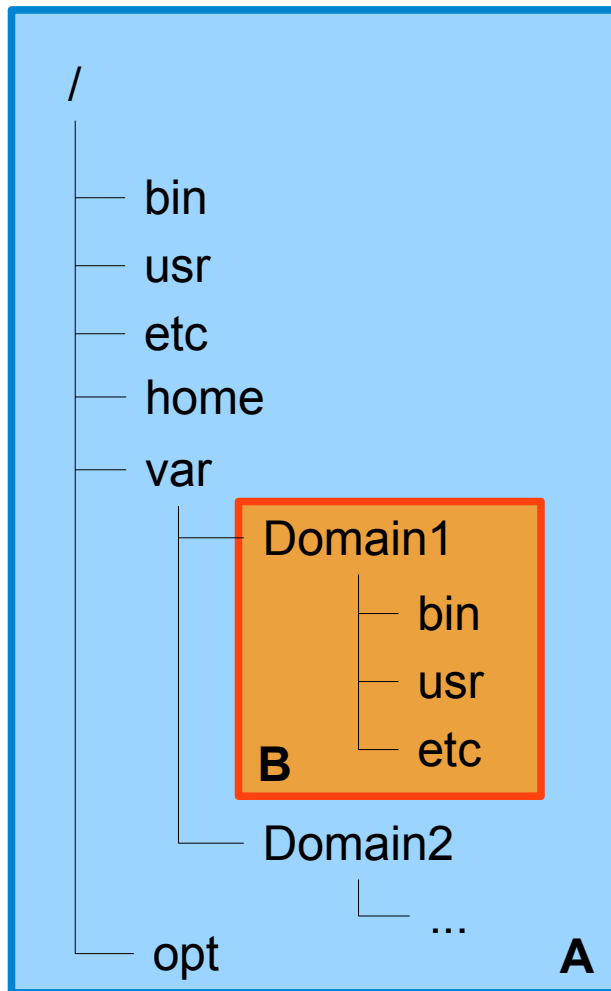 /
bin
usr
etc
home
var
Domain1
bin
usr
etc
B
Domain2
...
opt
A